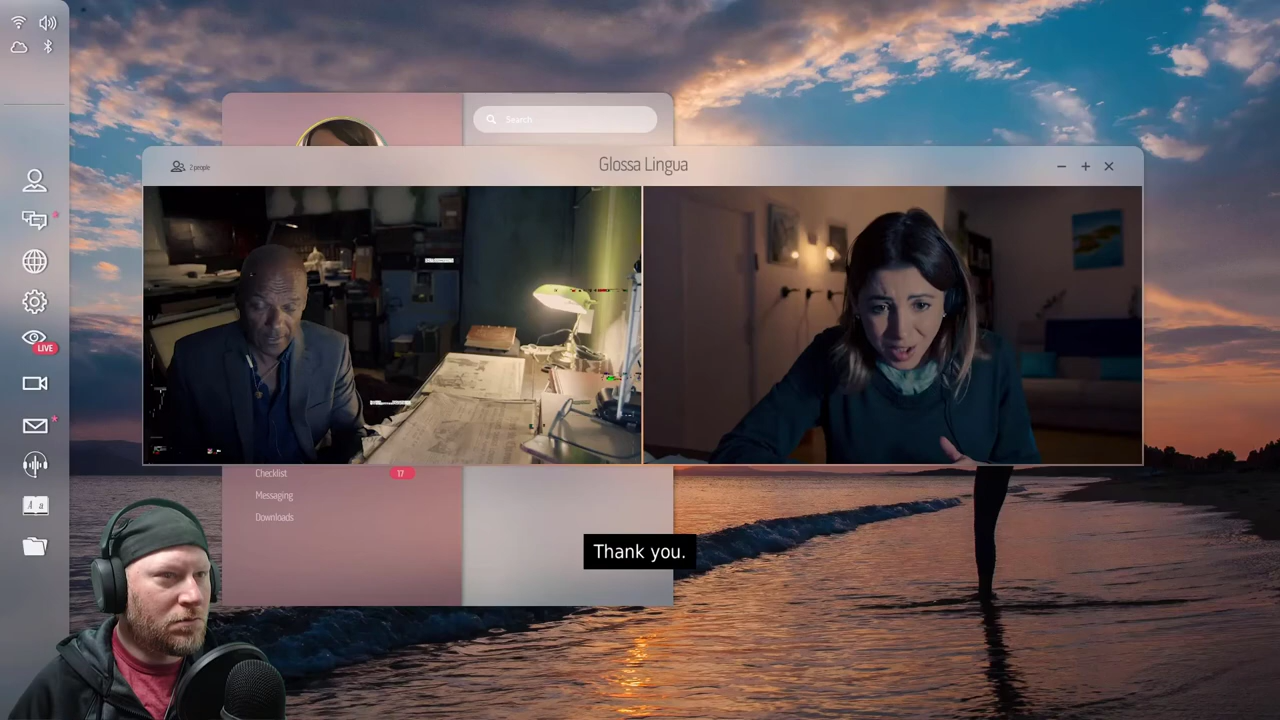 Search
2 people
Glossa Lingua
LIVE
A a
Checklist 17
Messaging
Downloads
Thank you.